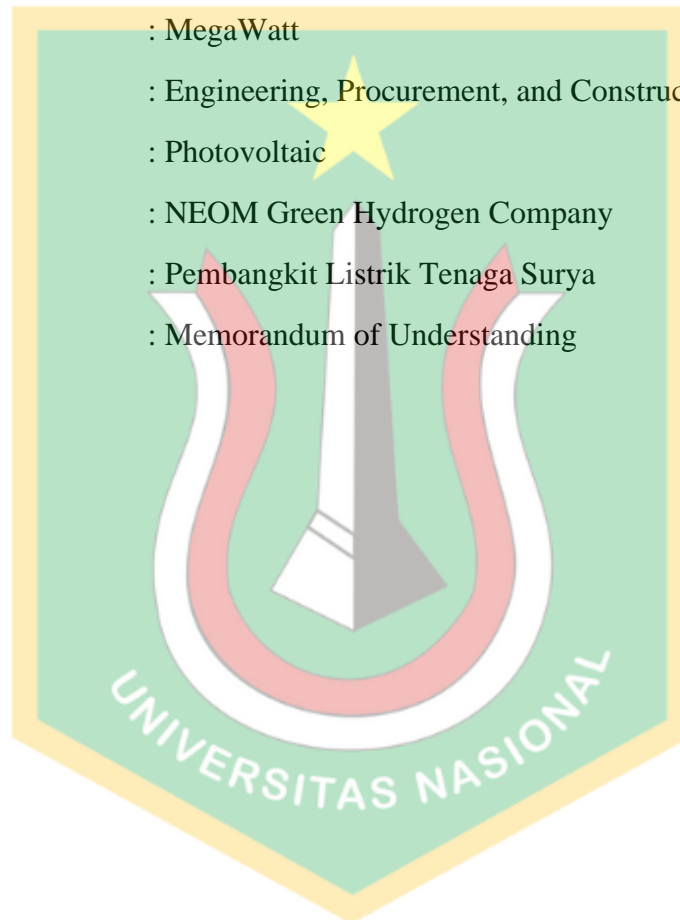 : MegaWatt
: Engineering, Procurement, and Construc
: Photovoltaic
: NEOM Green Hydrogen Company
: Pembangkit Listrik Tenaga Surya
: Memorandum of Understanding
UNIVERSITAS NASIONAL